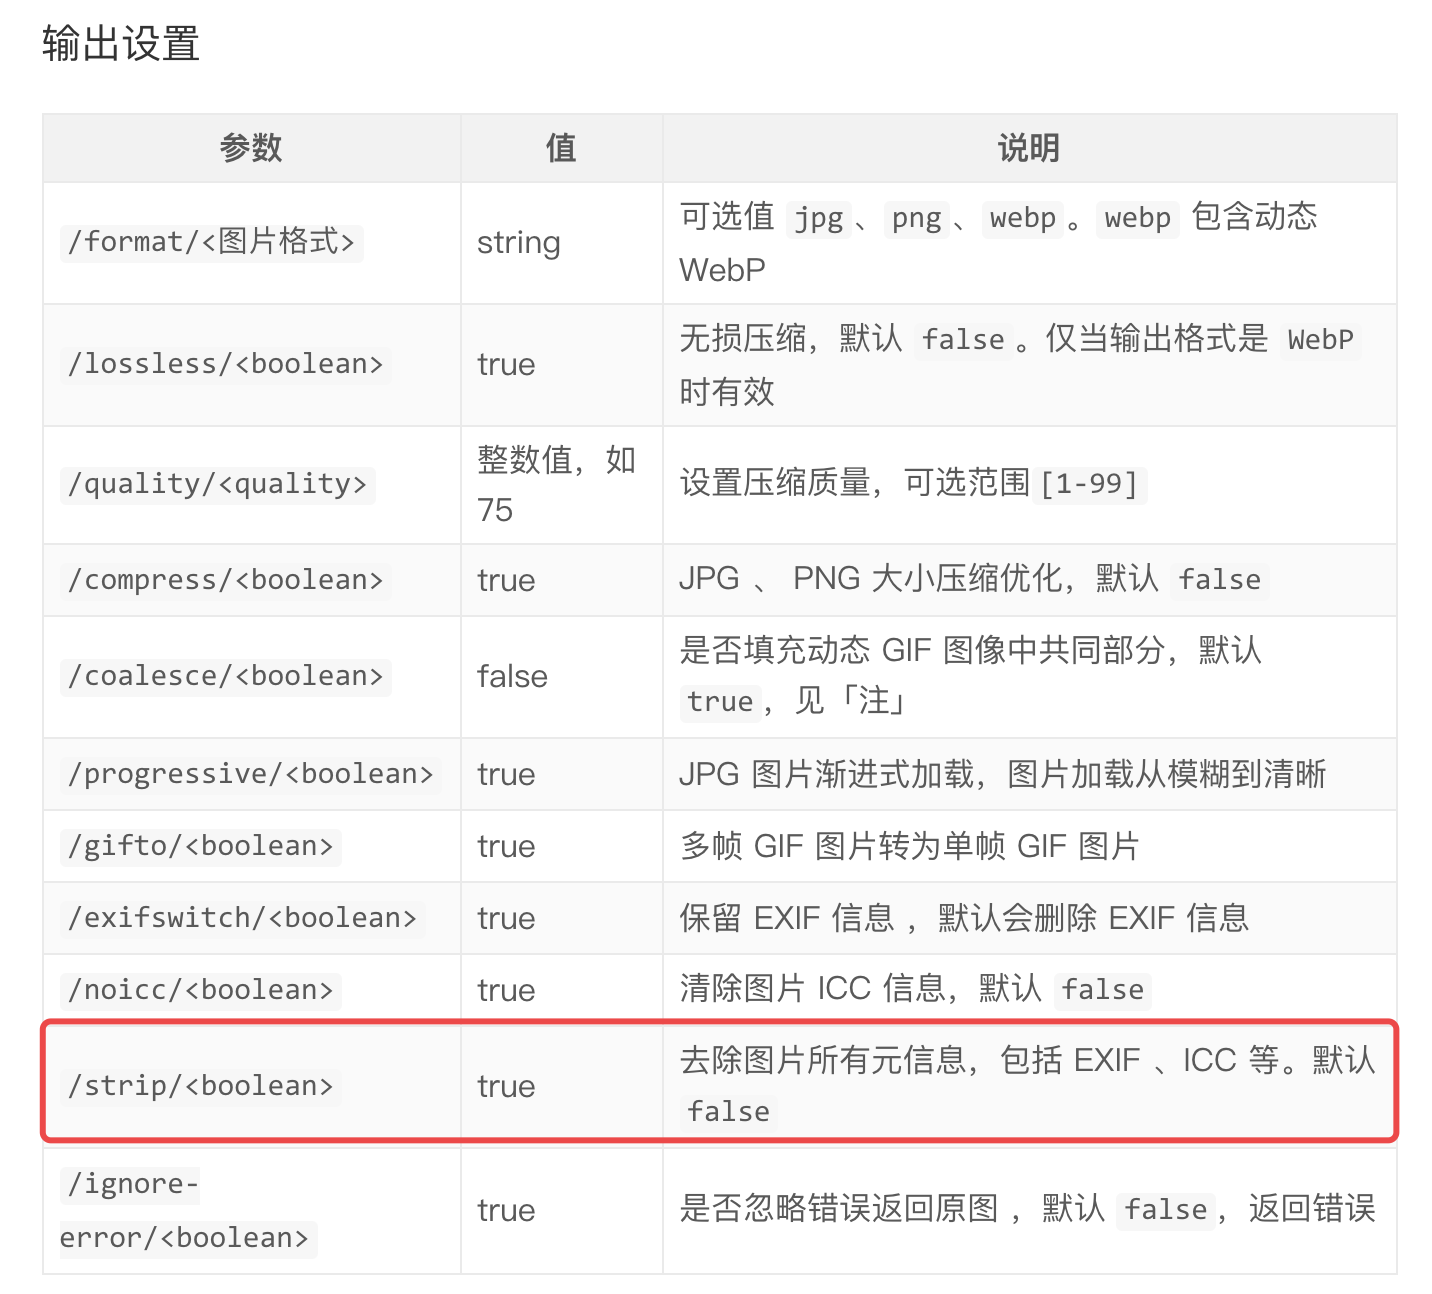 输出设置
参数 值 说明
/format/<图片格式> string 可选值 jpg 、 png 、 webp 。 webp 包含动态
WebP
/lossless/<boolean> true 无损压缩，默认 false 。仅当输出格式是 WebP
时有效
/quality/<quality> 整数值，如
75 设置压缩质量，可选范围 [1-99]
/compress/<boolean> true JPG 、 PNG 大小压缩优化，默认 false
/coalesce/<boolean> false 是否填充动态 GIF 图像中共同部分，默认
true ，见「注」
/progressive/<boolean> true JPG 图片渐进式加载，图片加载从模糊到清晰
/gifto/<boolean> true 多帧 GIF 图片转为单帧 GIF 图片
/exifswitch/<boolean> true 保留 EXIF 信息 ，默认会删除 EXIF 信息
/noicc/<boolean> true 清除图片 ICC 信息，默认 false
/strip/<boolean> true 去除图片所有元信息，包括 EXIF 、ICC 等。默认
false
/ignore-
error/<boolean> true 是否忽略错误返回原图 ，默认 false ，返回错误